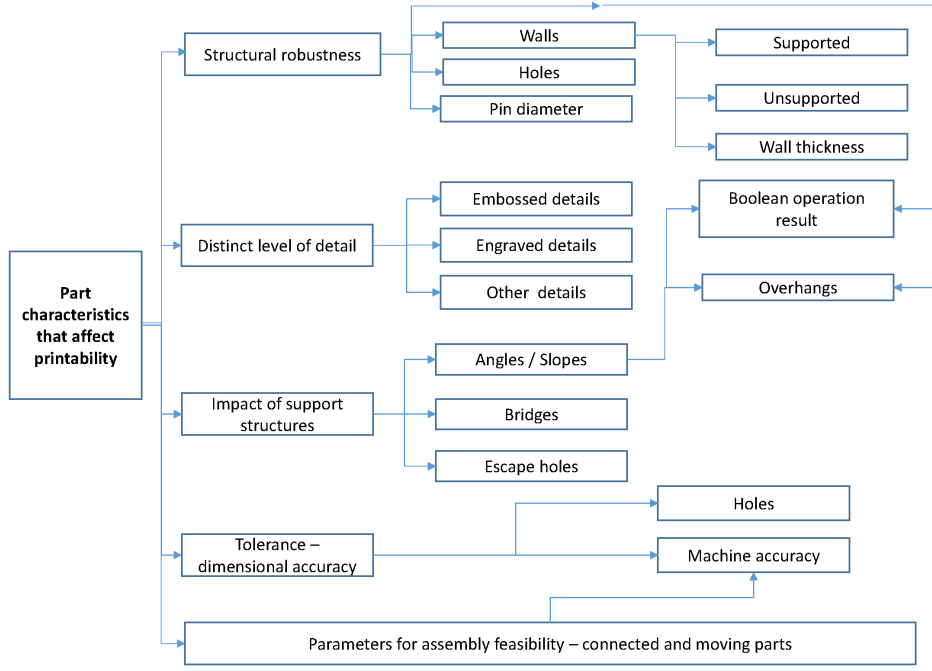 Part
characteristics
that affect
printability
Structural robustness
Walls
Holes
Pin diameter
Supported
Unsupported
Wall thickness
Distinct level of detail
Embossed details
Engraved details
Other details
Boolean operation
result
Overhangs
Impact of support
structures
Angles / Slopes
Bridges
Escape holes
Tolerance –
dimensional accuracy
Holes
Machine accuracy
Parameters for assembly feasibility – connected and moving parts